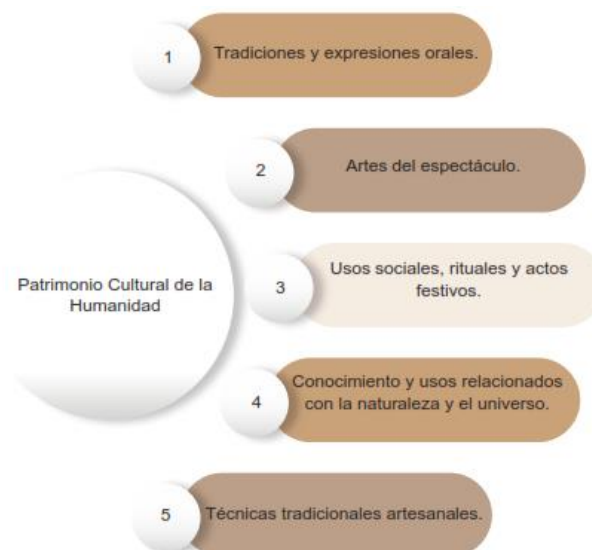 1
Tradiciones y expresiones orales.
2
Artes del espectáculo.
Patrimonio Cultural de la
Humanidad
3
Usos sociales, rituales y actos
festivos.
4
Conocimiento y usos relacionados
con la naturaleza y el universo.
5
Técnicas tradicionales artesanales.